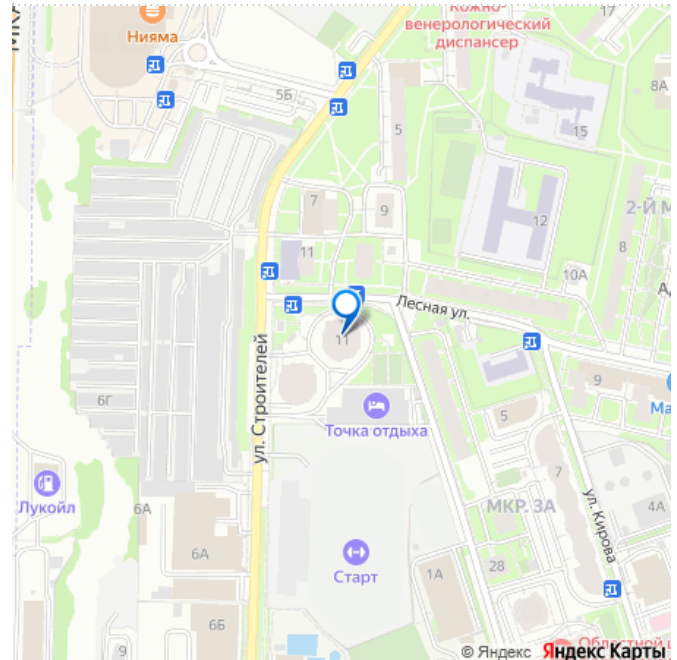 МКА
Нияма
Кожно-
венерологический
диспансер
5Б
5
8А
15
7
9
12
2-Й М
8
11
10А
Лесная ул.
11
ул. Строителей
6Г
9
Точка отдыха
5
Лукойл
6А
6А
7
МКР. 3А
ул. Кирова
4А
Старт
28
1А
6Б
9
Областной
© Яндекс Яндекс Карты